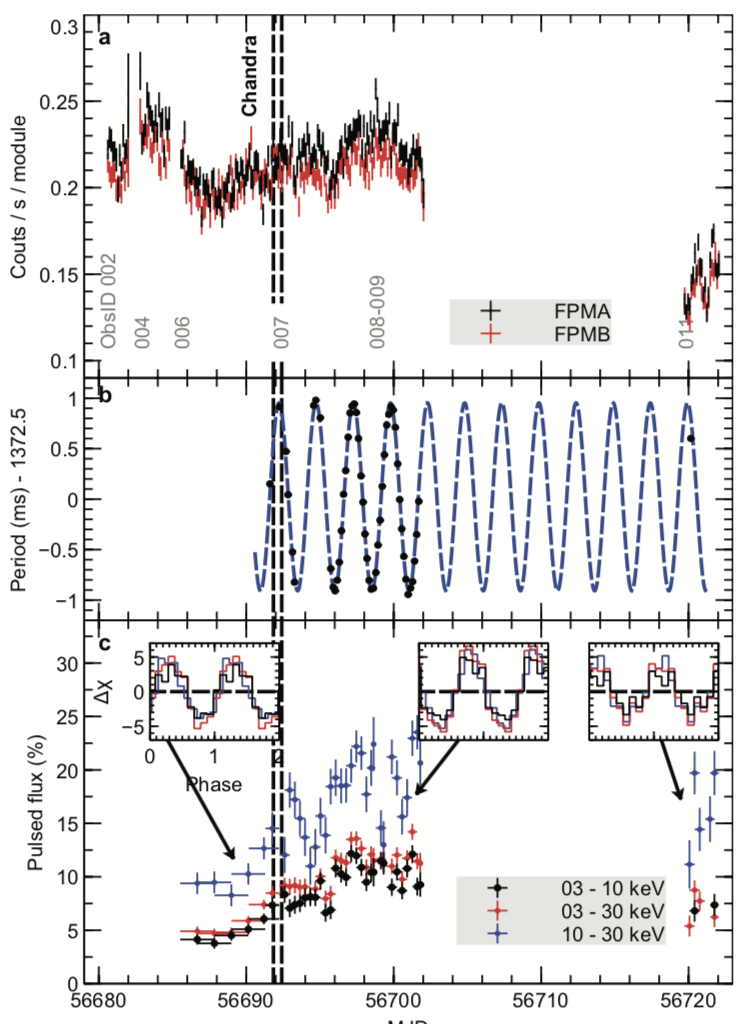 0.3
a
Chandra
0.25
0.2
0.15
0.1
Couts / s / module
ObsID 002
004
006
007
008-009
011
FPMA
FPMB
b
1
0.5
0
−0.5
−1
Period (ms) - 1372.5
c
30
25
20
15
10
5
0
Pulsed flux (%)
5
0
−5
Δχ
0 1 2
Phase
03 - 10 keV
03 - 30 keV
10 - 30 keV
56680 56690 56700 56710 56720
MJD